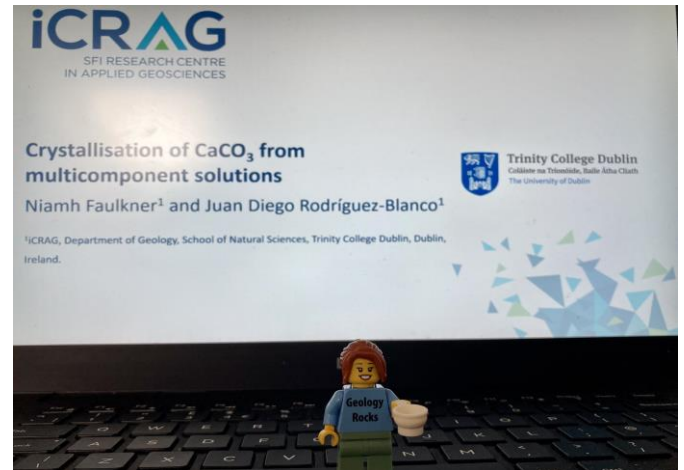 iCRAG
SFI RESEARCH CENTRE
IN APPLIED GEOSCIENCES
Crystallisation of CaCO₃ from
multicomponent solutions
Niamh Faulkner¹ and Juan Diego Rodríguez-Blanco¹
¹iCRAG, Department of Geology, School of Natural Sciences, Trinity College Dublin, Dublin,
Ireland.
Trinity College Dublin
Coláiste na Tríonóide, Baile Átha Cliath
The University of Dublin
Geology
Rocks